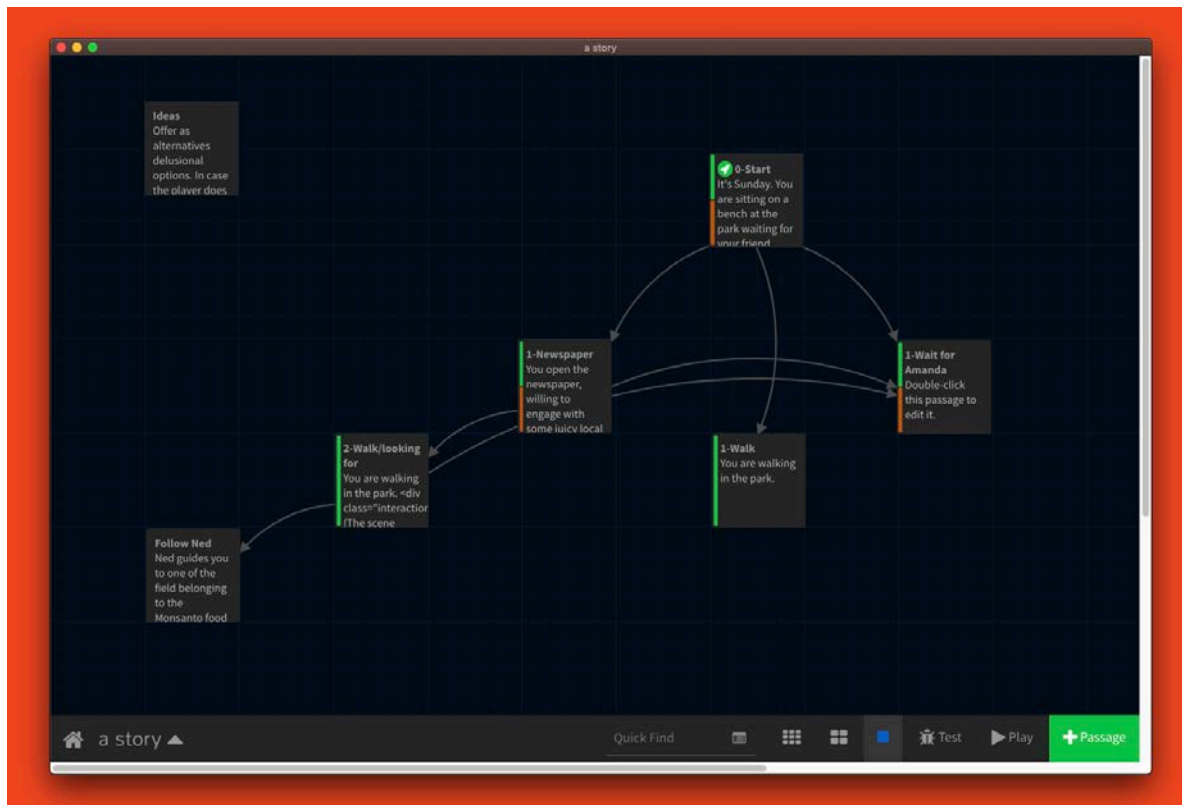 a story
Ideas
Offer as
alternatives
delusional
options. In case
the player does
0-Start
It's Sunday. You
are sitting on a
bench at the
park waiting for
your friend
1-Newspaper
You open the
newspaper,
willing to
engage with
some juicy local
1-Wait for
Amanda
Double-click
this passage to
edit it.
2-Walk/looking
for
You are walking
in the park. <div
class="interaction
(The scene
1-Walk
You are walking
in the park.
Follow Ned
Ned guides you
to one of the
field belonging
to the
Monsanto food
a story
Quick Find
Test
Play
Passage